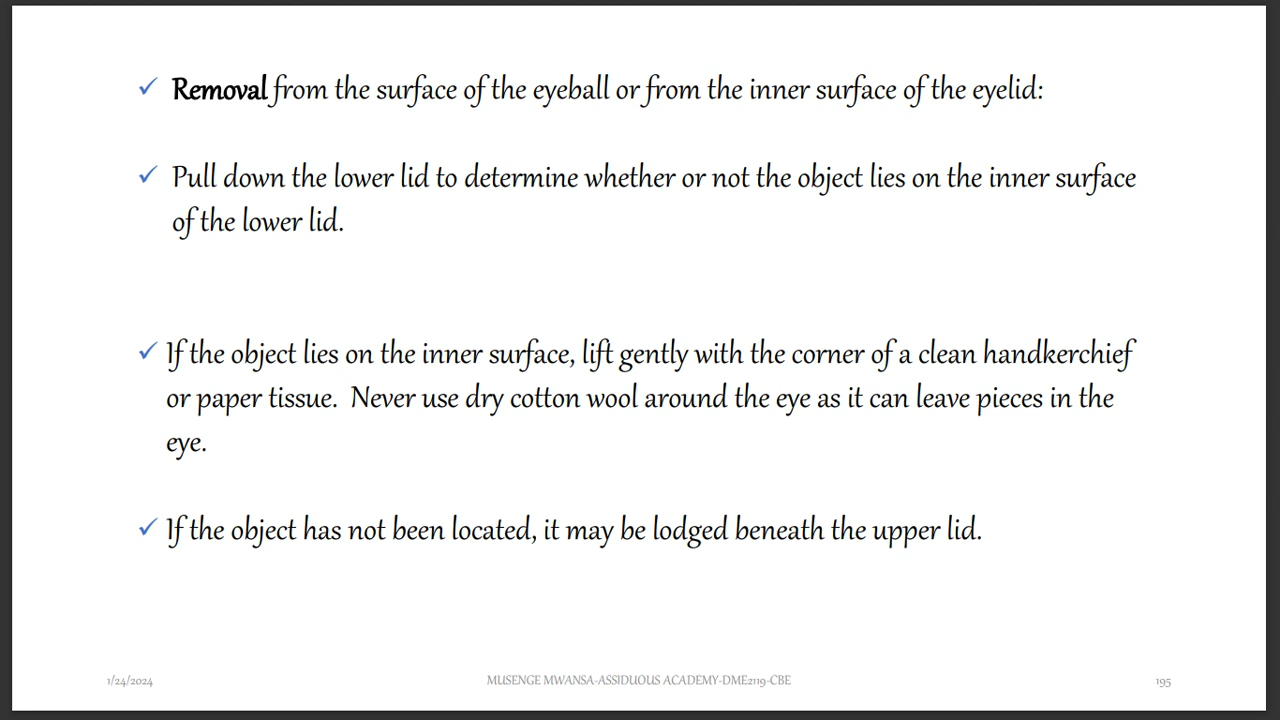 ✓ Removal from the surface of the eyeball or from the inner surface of the eyelid:
✓ Pull down the lower lid to determine whether or not the object lies on the inner surface
of the lower lid.
✓ If the object lies on the inner surface, lift gently with the corner of a clean handkerchief
or paper tissue.  Never use dry cotton wool around the eye as it can leave pieces in the
eye.
✓ If the object has not been located, it may be lodged beneath the upper lid.
1/24/2024 MUSENGE MWANSA-ASSIDUOUS ACADEMY-DME2119-CBE 195